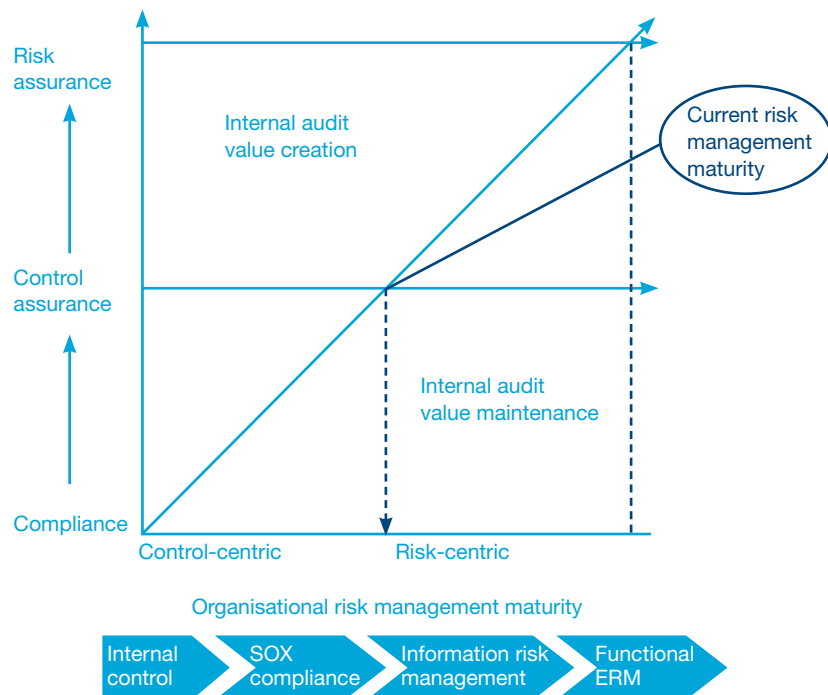 Risk
assurance
Internal audit
value creation
Current risk
management
maturity
Control
assurance
Internal audit
value maintenance
Compliance
Control-centric
Risk-centric
Organisational risk management maturity
Internal
control
SOX
compliance
Information risk
management
Functional
ERM